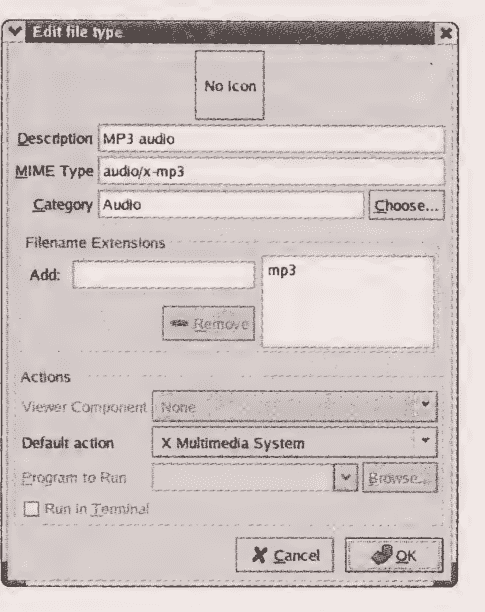 Edit file type
No Icon
Description MP3 audio
MIME Type audio/x-mp3
Category Audio Choose...
Filename Extensions
Add:
mp3
Remove
Actions
Viewer Component None
Default action X Multimedia System
Program to Run Browse...
Run in Terminal
Cancel OK